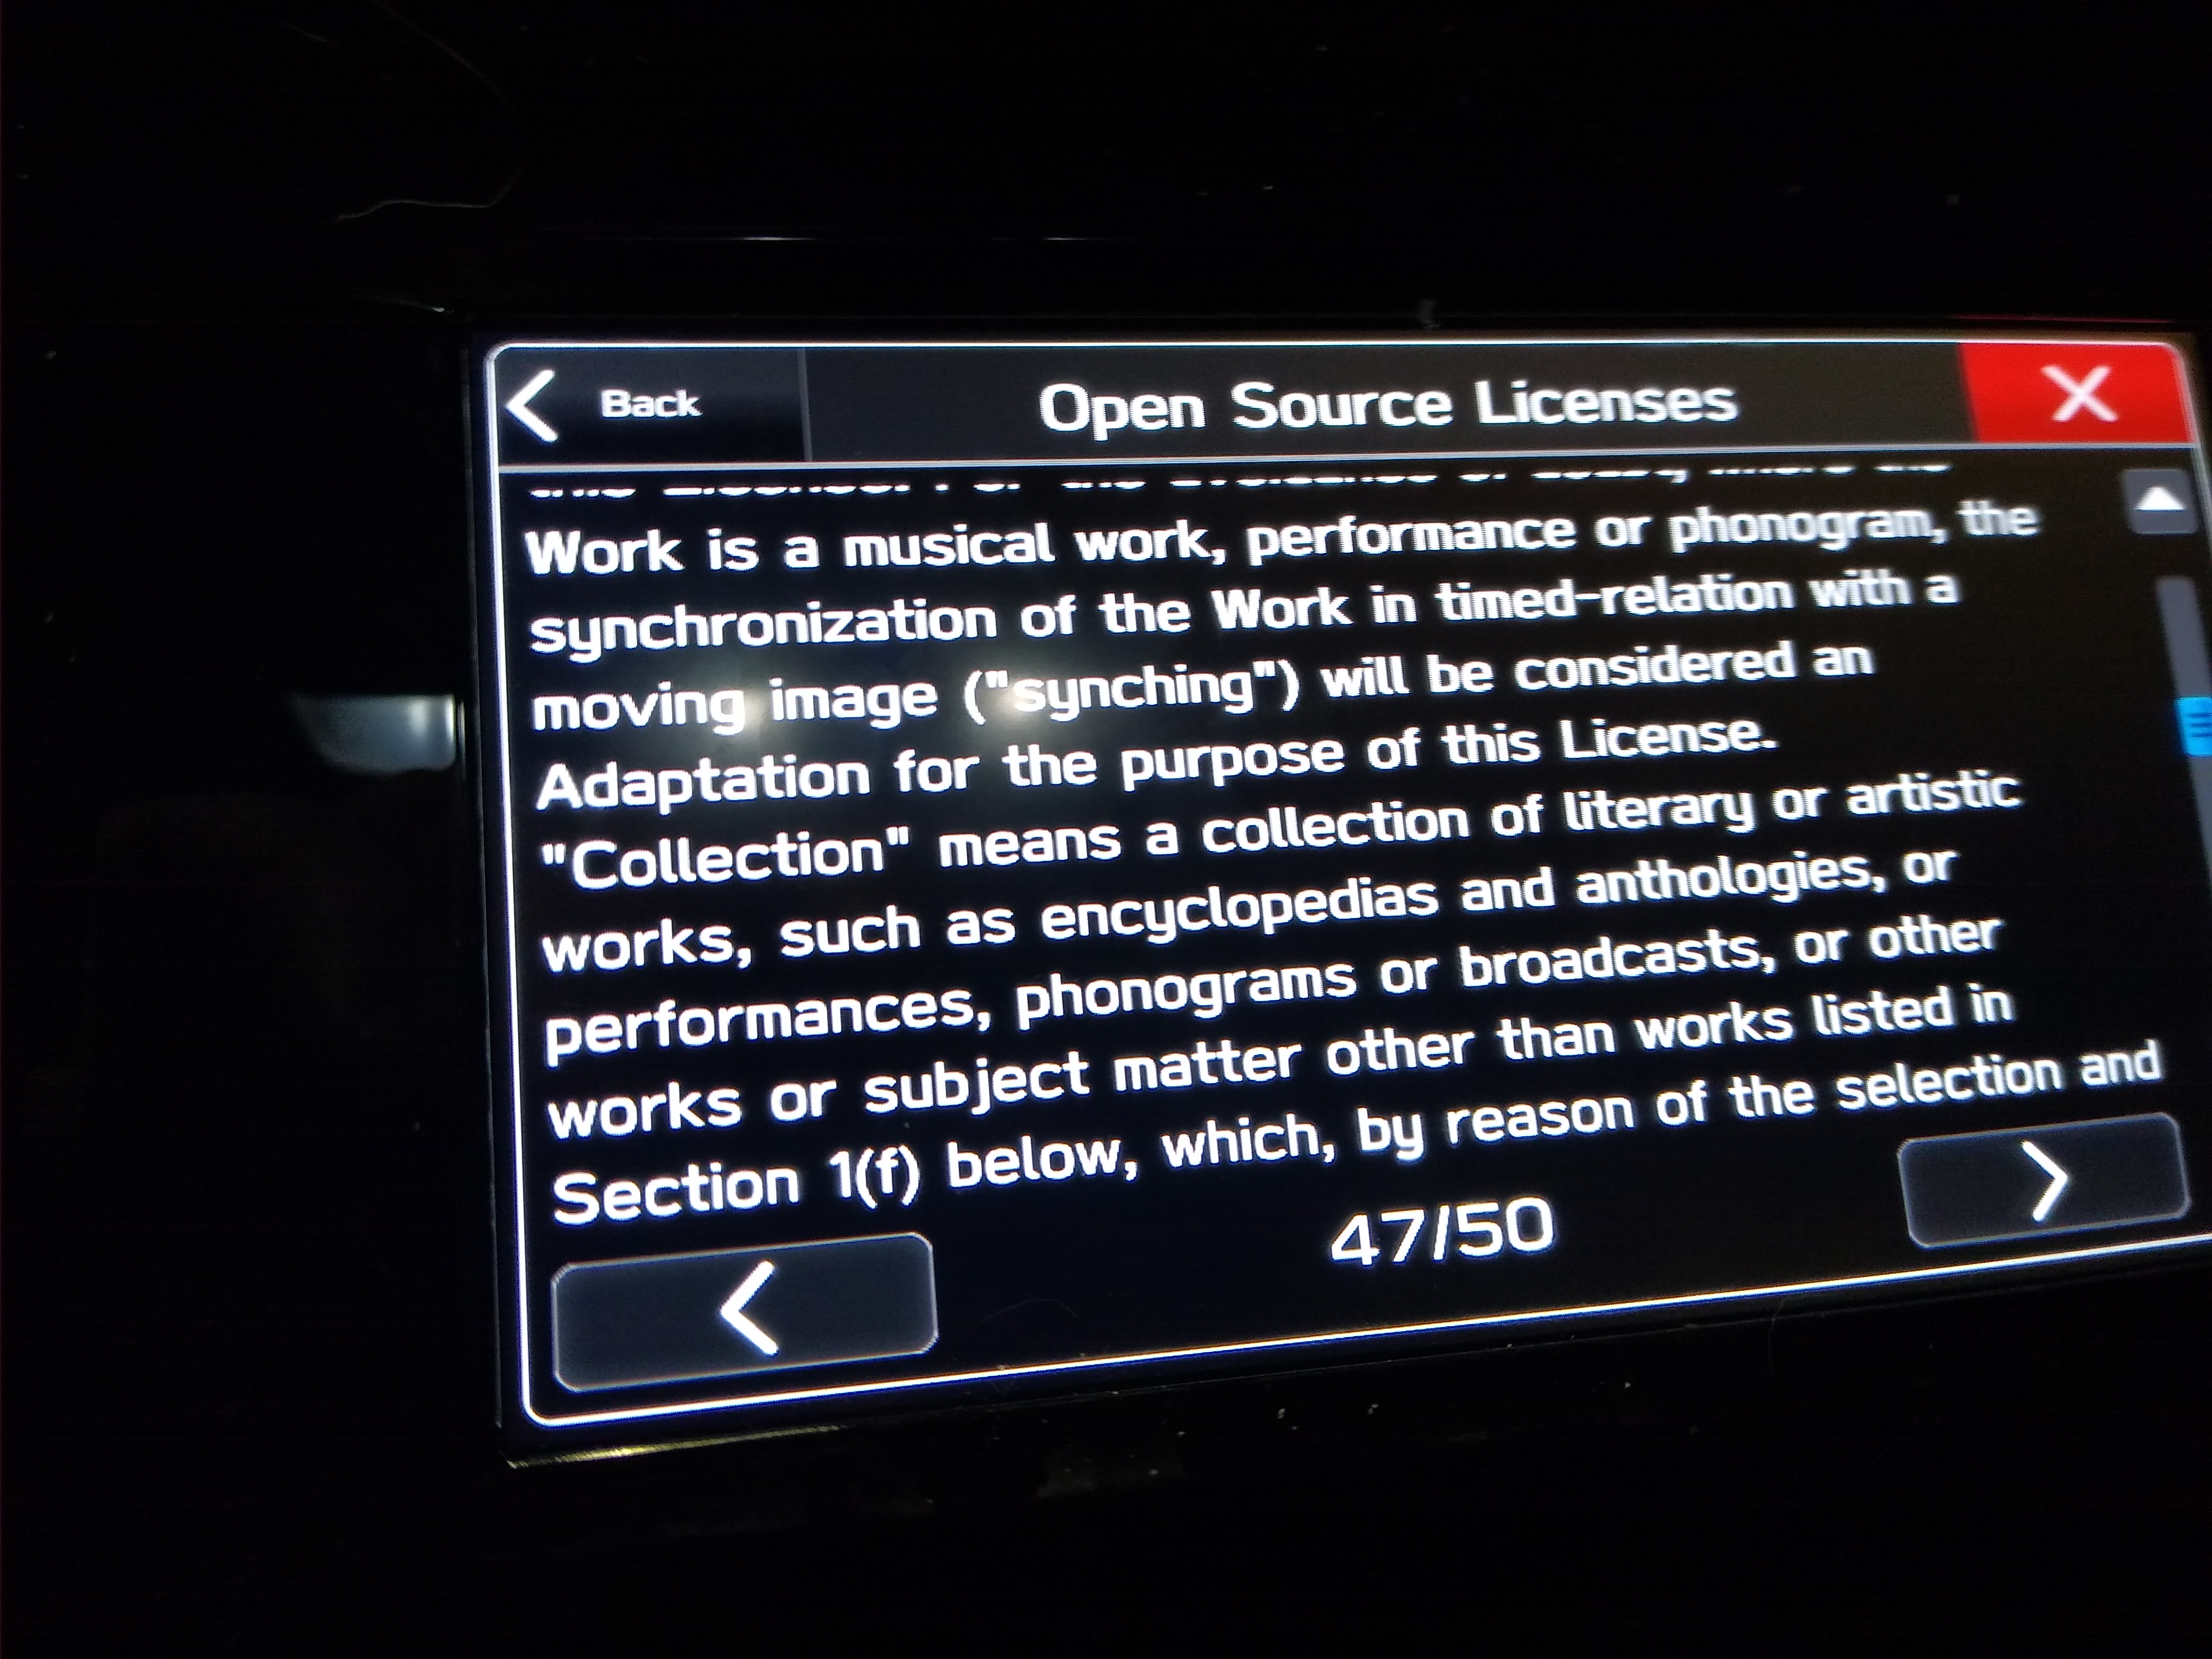 Back
Open Source Licenses
Work is a musical work, performance or phonogram, the
synchronization of the Work in timed-relation with a
moving image ("synching") will be considered an
Adaptation for the purpose of this License.
"Collection" means a collection of literary or artistic
works, such as encyclopedias and anthologies, or
performances, phonograms or broadcasts, or other
works or subject matter other than works listed in
Section 1(f) below, which, by reason of the selection and
47/50